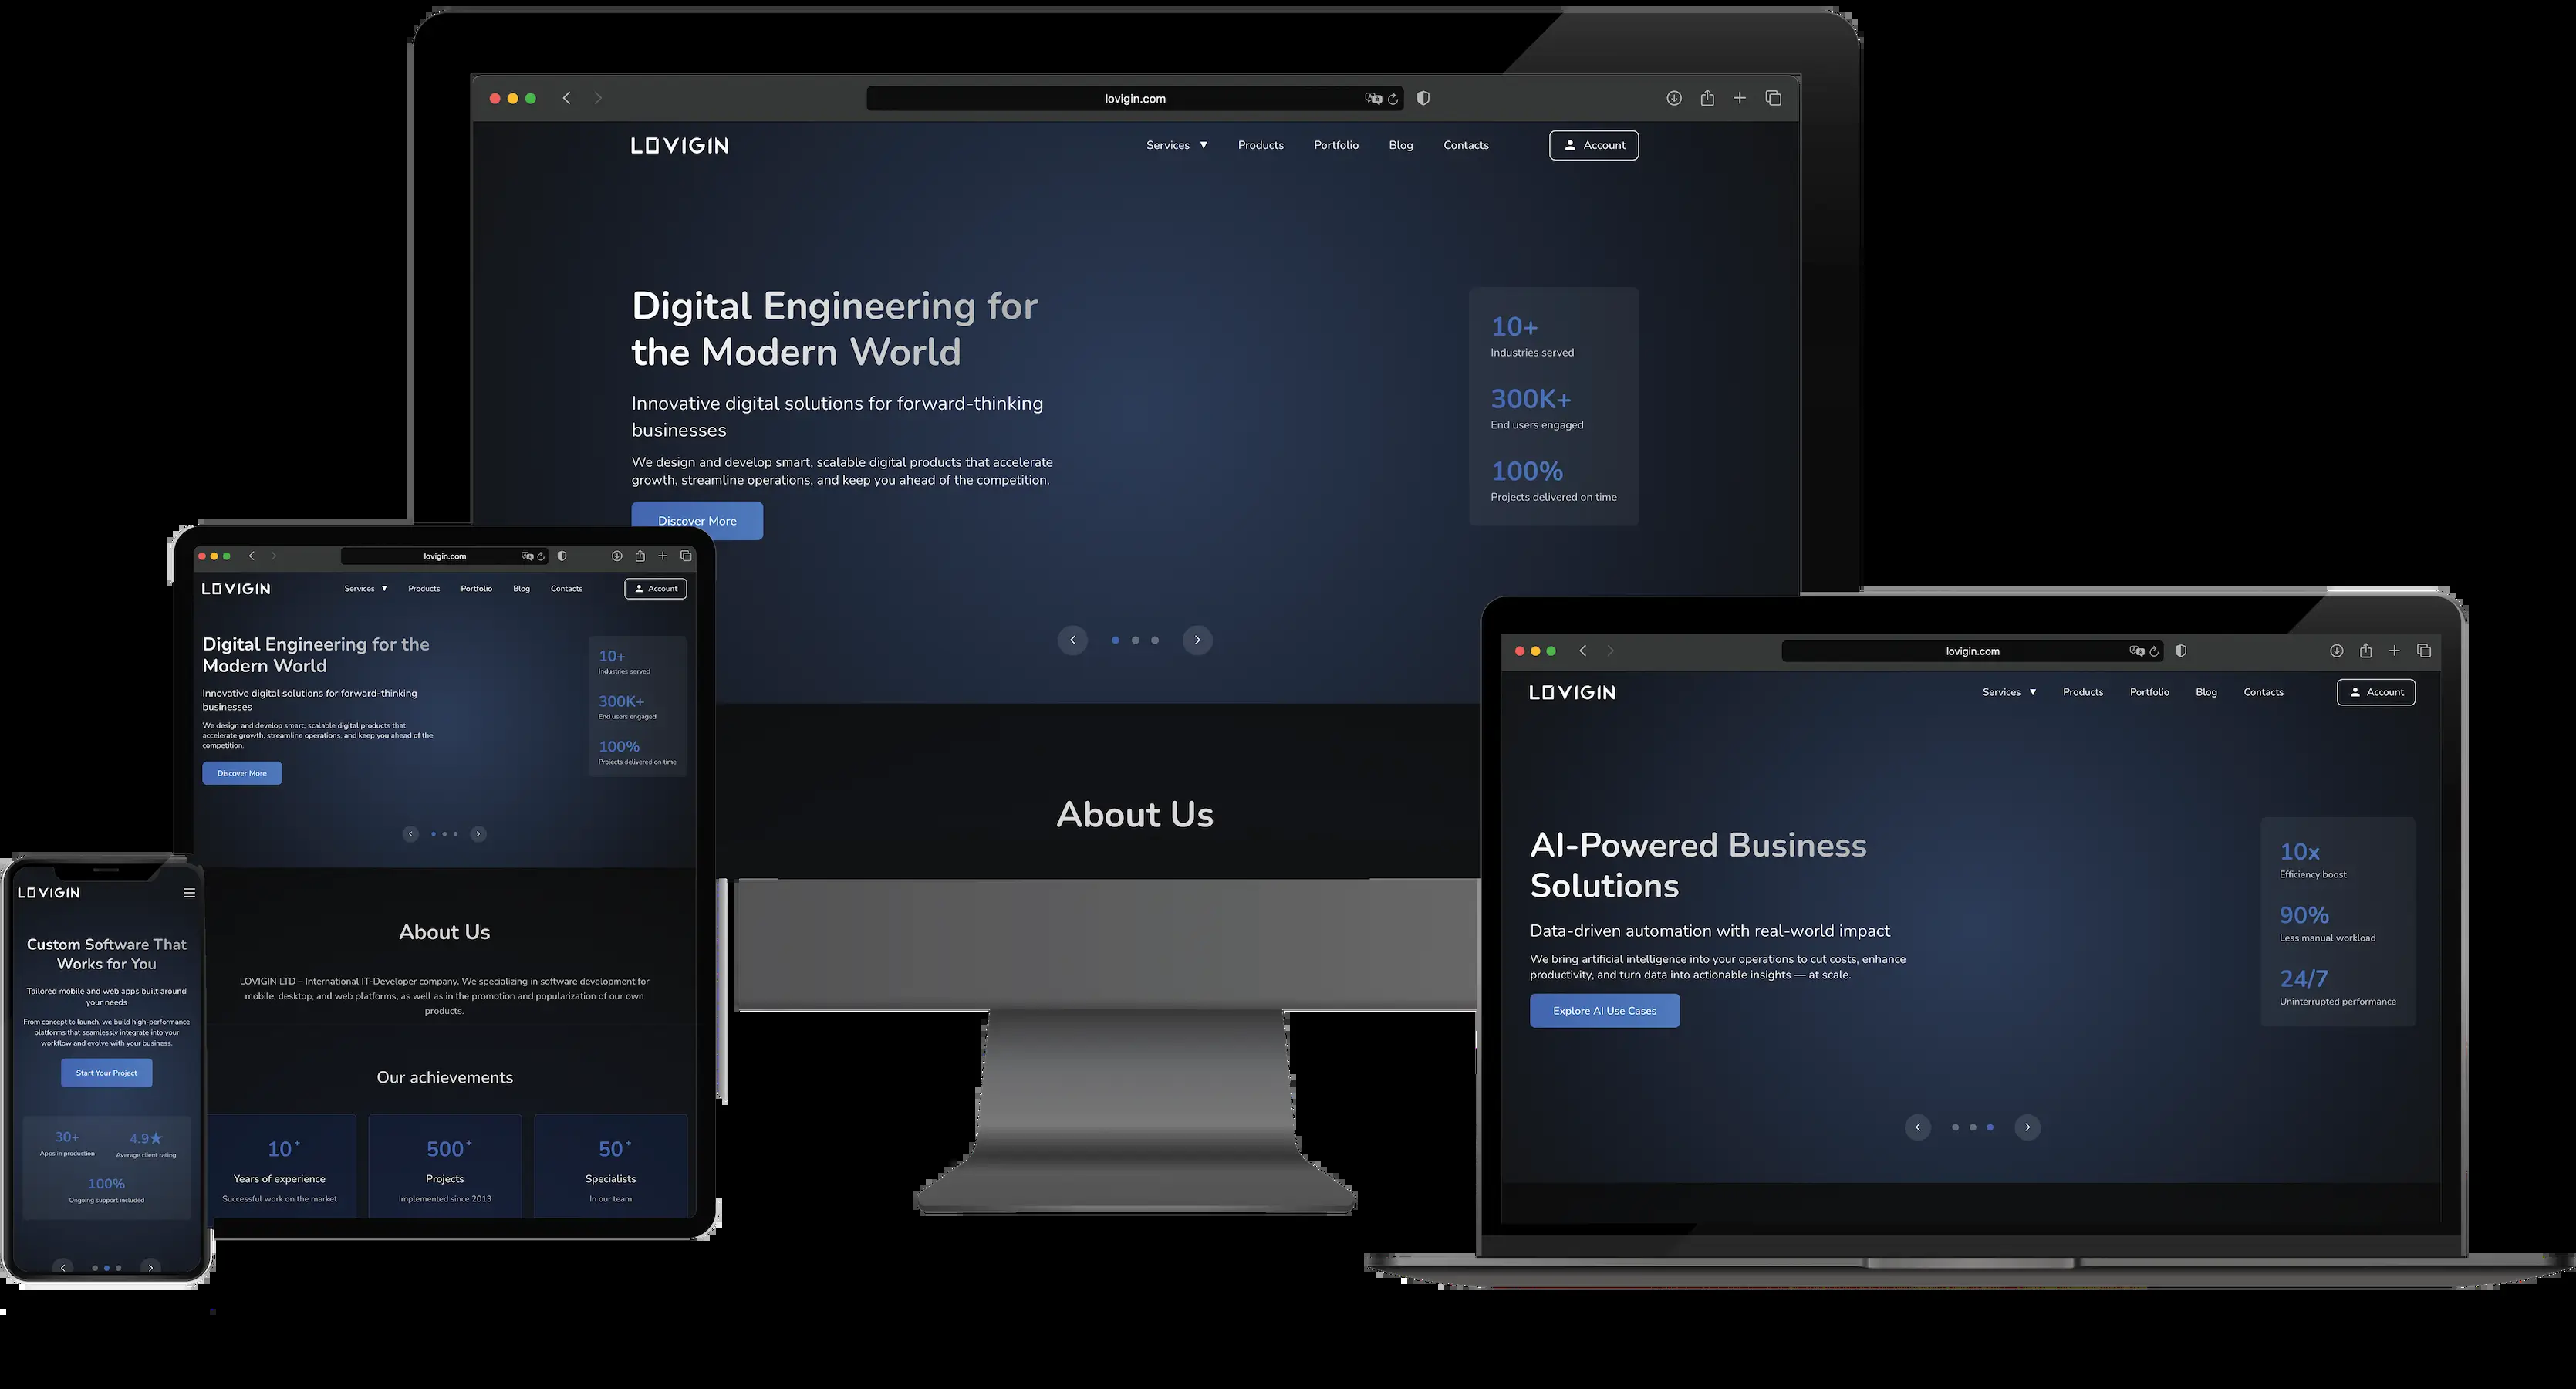 lovigin.com
LOVIGIN
Services ▼ Products Portfolio Blog Contacts Account
Digital Engineering for
the Modern World
Innovative digital solutions for forward-thinking
businesses
We design and develop smart, scalable digital products that accelerate
growth, streamline operations, and keep you ahead of the competition.
Discover More
10+
Industries served
300K+
End users engaged
100%
Projects delivered on time
About Us
lovigin.com
LOVIGIN
Services ▼ Products Portfolio Blog Contacts Account
Digital Engineering for the
Modern World
Innovative digital solutions for forward-thinking
businesses
We design and develop smart, scalable digital products that
accelerate growth, streamline operations, and keep you ahead of the
competition.
Discover More
10+
Industries served
300K+
End users engaged
100%
Projects delivered on time
About Us
LOVIGIN LTD – International IT-Developer company. We specializing in software development for
mobile, desktop, and web platforms, as well as in the promotion and popularization of our own
products.
Our achievements
10+
Years of experience
Successful work on the market
500+
Projects
Implemented since 2013
50+
Specialists
In our team
LOVIGIN
Custom Software That
Works for You
Tailored mobile and web apps built around
your needs
From concept to launch, we build high-performance
platforms that seamlessly integrate into your
workflow and evolve with your business.
Start Your Project
30+
Apps in production
4.9★
Average client rating
100%
Ongoing support included
lovigin.com
LOVIGIN
Services ▼ Products Portfolio Blog Contacts Account
AI-Powered Business
Solutions
Data-driven automation with real-world impact
We bring artificial intelligence into your operations to cut costs, enhance
productivity, and turn data into actionable insights — at scale.
Explore AI Use Cases
10x
Efficiency boost
90%
Less manual workload
24/7
Uninterrupted performance